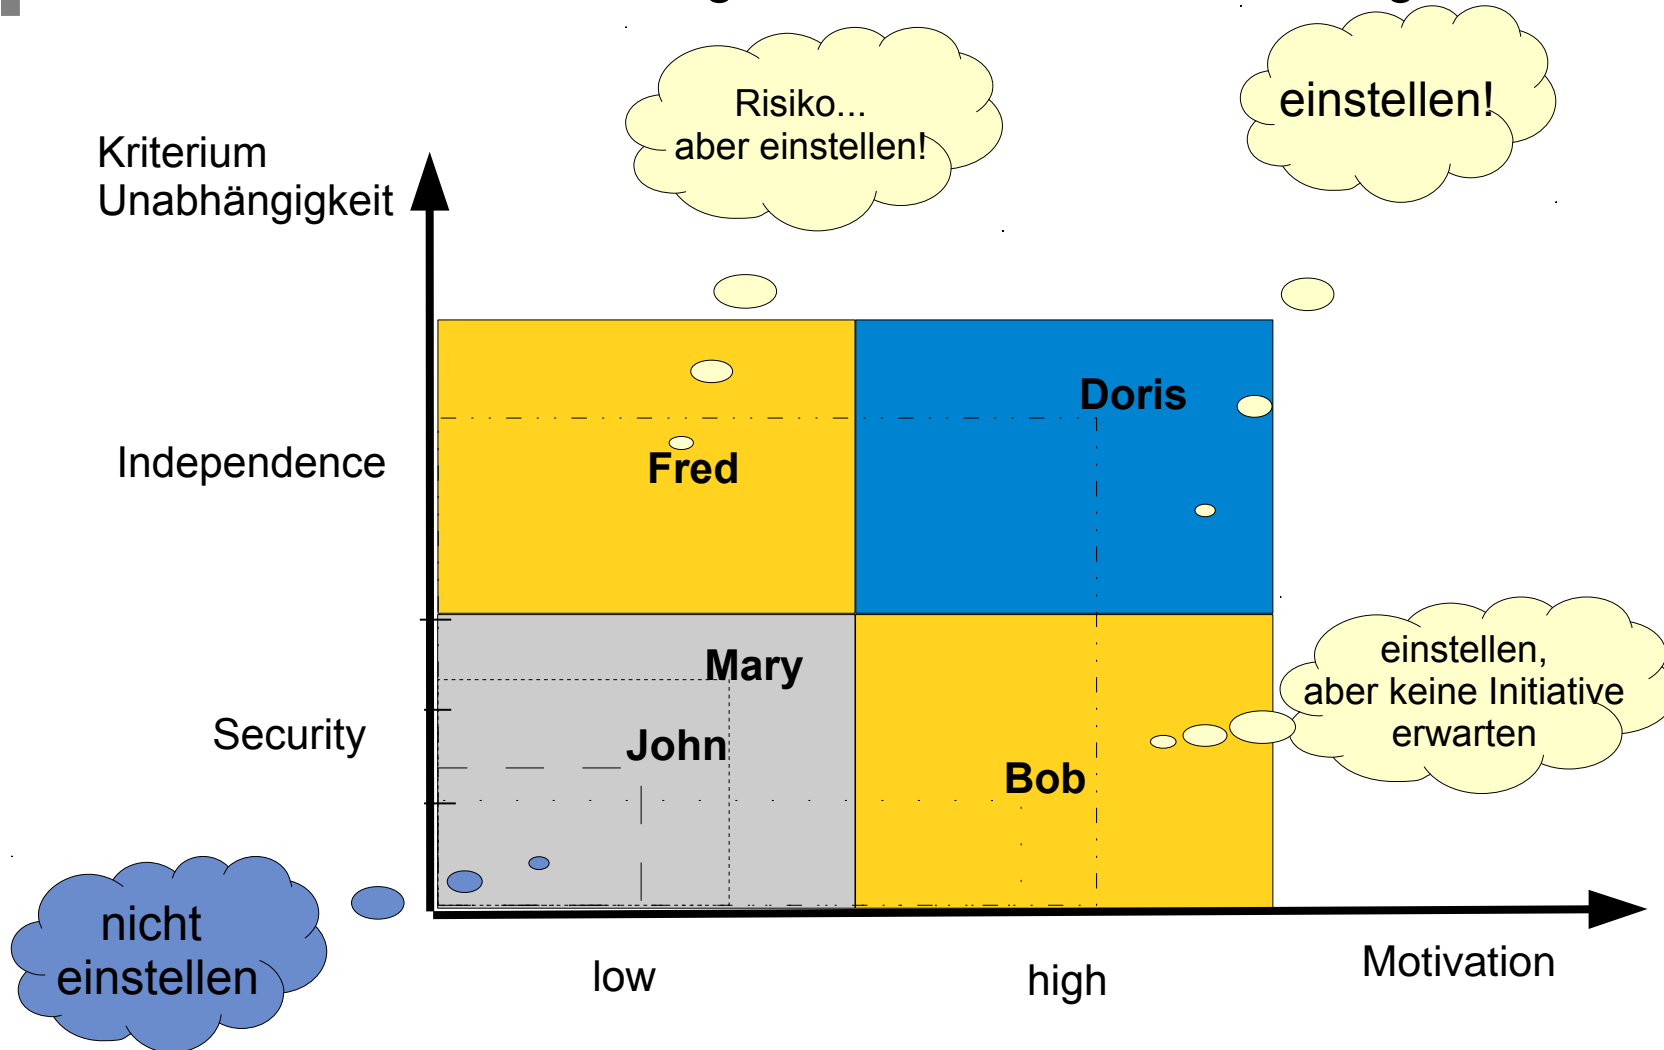 Risiko...
aber einstellen!
einstellen!
Kriterium
Unabhängigkeit
Doris
Independence
Fred
einstellen,
aber keine Initiative
erwarten
Mary
Security
John
Bob
nicht
einstellen
low
high
Motivation